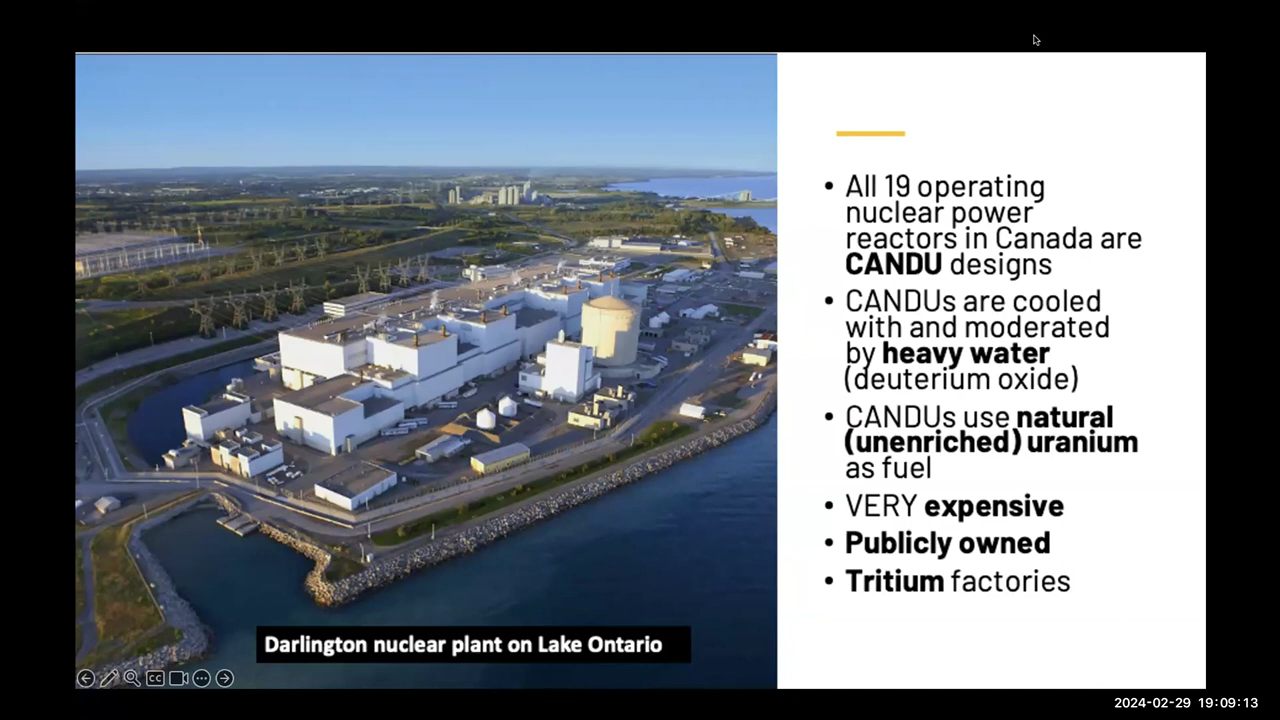 • All 19 operating
nuclear power
reactors in Canada are
CANDU designs
• CANDUs are cooled
with and moderated
by heavy water
(deuterium oxide)
• CANDUs use natural
(unenriched) uranium
as fuel
• VERY expensive
• Publicly owned
• Tritium factories
Darlington nuclear plant on Lake Ontario
CC
2024-02-29 19:09:13